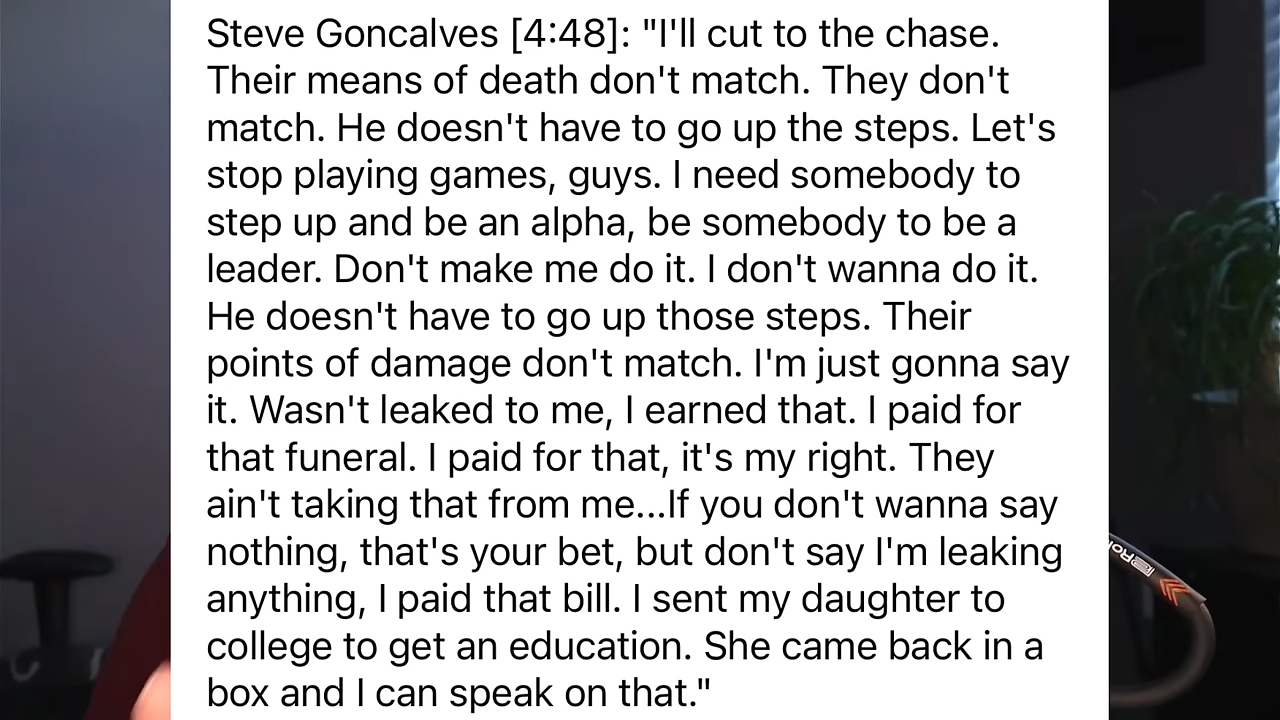 Steve Goncalves [4:48]: "I'll cut to the chase.
Their means of death don't match. They don't
match. He doesn't have to go up the steps. Let's
stop playing games, guys. I need somebody to
step up and be an alpha, be somebody to be a
leader. Don't make me do it. I don't wanna do it.
He doesn't have to go up those steps. Their
points of damage don't match. I'm just gonna say
it. Wasn't leaked to me, I earned that. I paid for
that funeral. I paid for that, it's my right. They
ain't taking that from me...If you don't wanna say
nothing, that's your bet, but don't say I'm leaking
anything, I paid that bill. I sent my daughter to
college to get an education. She came back in a
box and I can speak on that."